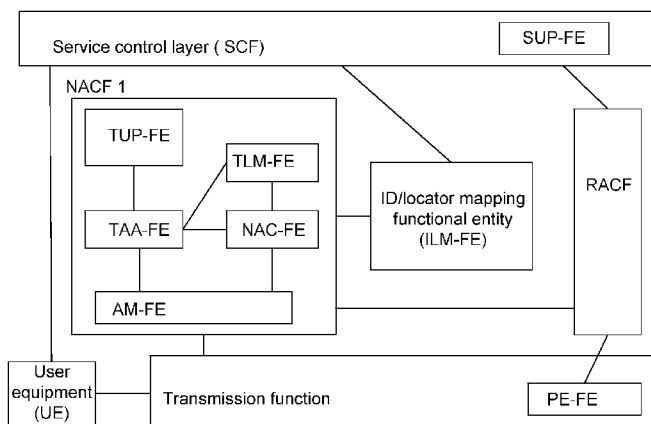 SUP-FE
Service control layer ( SCF)
NACF 1
TUP-FE
TLM-FE
ID/locator mapping
functional entity
(ILM-FE)
RACF
TAA-FE
NAC-FE
AM-FE
User
equipment
(UE)
Transmission function
PE-FE